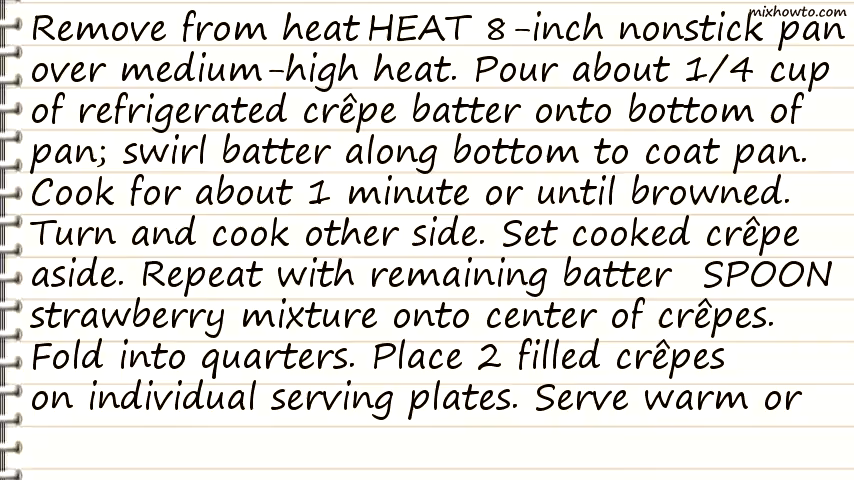 mixhowto.com
Remove from heat HEAT 8-inch nonstick pan
over medium-high heat. Pour about 1/4 cup
of refrigerated crêpe batter onto bottom of
pan; swirl batter along bottom to coat pan.
Cook for about 1 minute or until browned.
Turn and cook other side. Set cooked crêpe
aside. Repeat with remaining batter SPOON
strawberry mixture onto center of crêpes.
Fold into quarters. Place 2 filled crêpes
on individual serving plates. Serve warm or